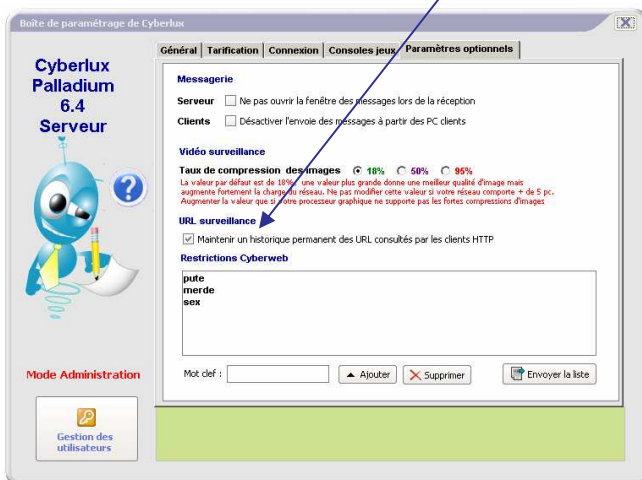 Boîte de paramétrage de Cyberlux
Général Tarification Connexion Consoles jeux Paramètres optionnels
Cyberlux
Palladium
6.4
Serveur
Messagerie
Serveur Ne pas ouvrir la fenêtre des messages lors de la réception
Clients Désactiver l'envoie des messages à partir des PC clients
Vidéo surveillance
Taux de compression des images 18% 50% 95%
La valeur par défaut est de 18%, une valeur plus grande donne une meilleur qualité d'image mais
augmente fortement la charge du réseau. Ne pas modifier cette valeur si votre réseau comporte + de 5 pc.
Augmenter la valeur que si votre processeur graphique ne supporte pas les fortes compressions d'images
URL surveillance
Maintenir un historique permanent des URL consultés par les clients HTTP
Restrictions Cyberweb
pute
merde
sex
Mode Administration
Mot clef : Ajouter Supprimer Envoyer la liste
Gestion des
utilisateurs